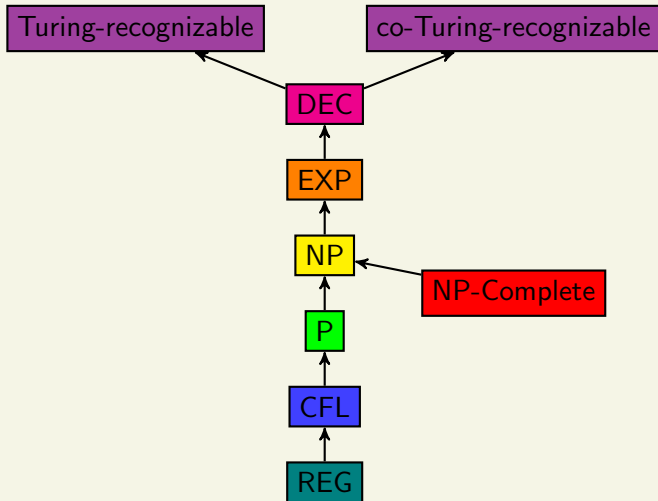 Turing-recognizable
co-Turing-recognizable
DEC
EXP
NP
NP-Complete
P
CFL
REG